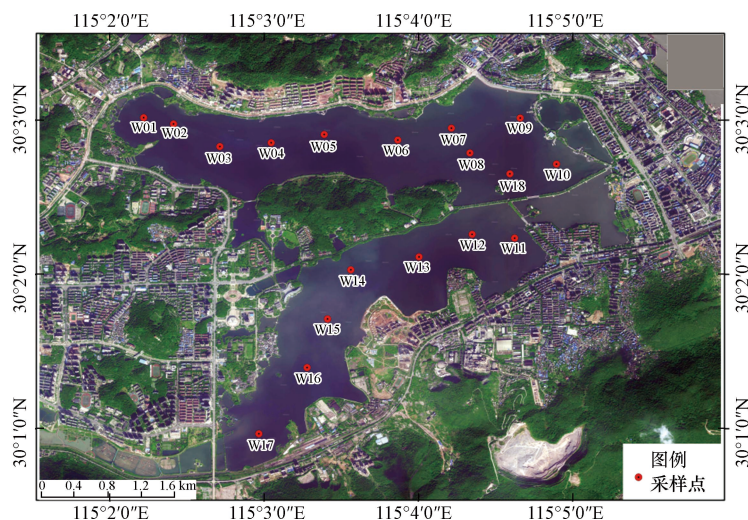 115°2′0″E 115°3′0″E 115°4′0″E 115°5′0″E
30°3′0″N 30°3′0″N
W01 W02 W03 W04 W05 W06 W07 W08 W09 W10 W18
W11 W12 W13 W14
30°2′0″N 30°2′0″N
W15
W16
W17
30°1′0″N 30°1′0″N
图例
采样点
0 0.4 0.8 1.2 1.6 km
115°2′0″E 115°3′0″E 115°4′0″E 115°5′0″E